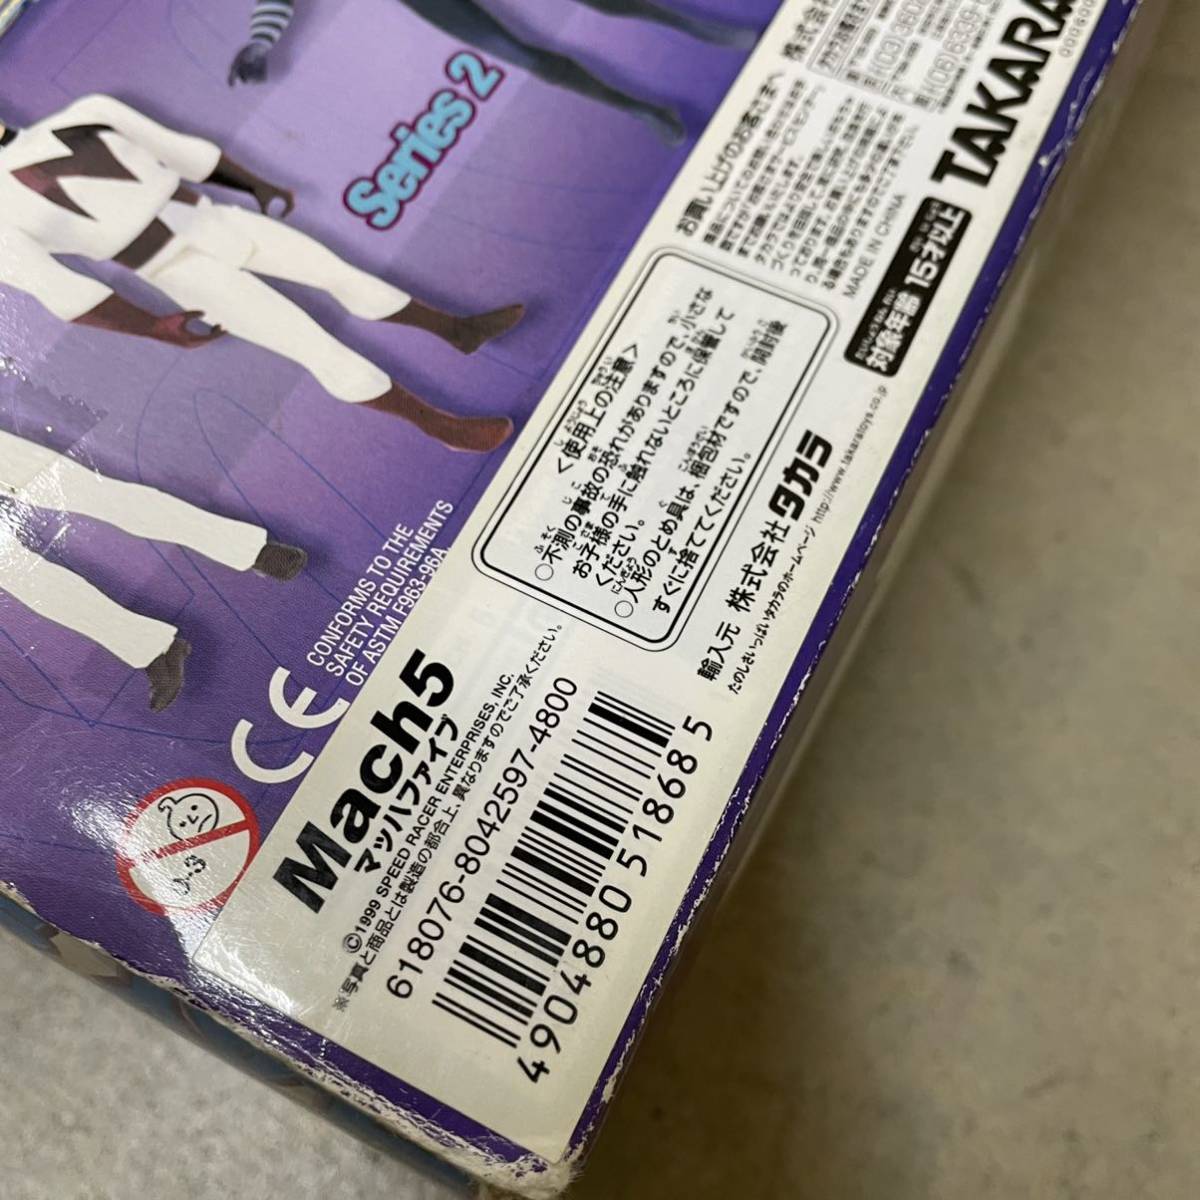 Series 2
CONFORMS TO THE
SAFETY REQUIREMENTS
OF ASTM F963-96A
CE
0-3
Mach5
マッハファイブ
©1999 SPEED RACER ENTERPRISES, INC.
※写真と商品とは製造の都合上、異なりますのでご了承ください。
618076-8042597-4800
4904880518685
<使用上の注意>
○不測の事故の恐れがありますので、小さな
お子様の手に触れないところに保管して
ください。
○人形のとめ具は、梱包材ですので、開封後
すぐに捨ててください。
輸入元 株式会社タカラ
たのしさいっぱいタカラのホームページ http://www.takaratoys.co.jp
対象年齢 15才以上
お買い上げのお客さまへ
MADE IN CHINA
株式会社
TAKARA